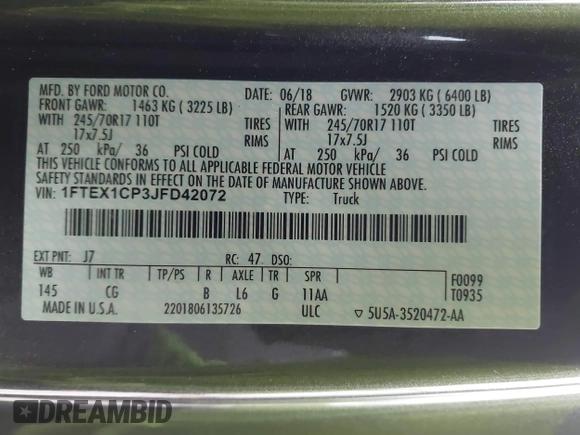 MFD. BY FORD MOTOR CO. DATE: 06/18 GVWR: 2903 KG ( 6400 LB)
FRONT GAWR: 1463 KG ( 3225 LB) REAR GAWR: 1520 KG ( 3350 LB)
WITH 245/70R17 110T TIRES WITH 245/70R17 110T TIRES
17x7.5J RIMS 17x7.5J RIMS
AT 250 kPa/ 36 PSI COLD AT 250 kPa/ 36 PSI COLD
THIS VEHICLE CONFORMS TO ALL APPLICABLE FEDERAL MOTOR VEHICLE
SAFETY STANDARDS IN EFFECT ON THE DATE OF MANUFACTURE SHOWN ABOVE.
VIN: 1FTEX1CP3JFD42072 TYPE: Truck
EXT PNT: J7 RC: 47 DSO:
WB INT TR TP/PS R AXLE TR SPR F0099
145 CG B L6 G 11AA T0935
MADE IN U.S.A. 2201806135726 ULC ▽ 5U5A-3520472-AA
DREAMBID